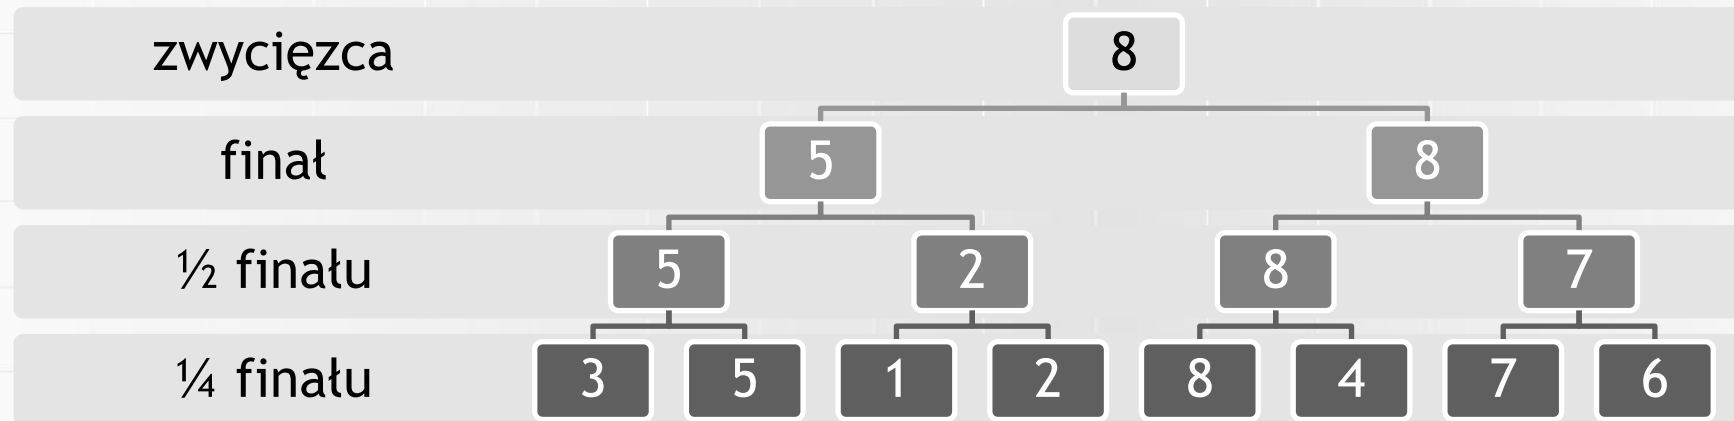 zwycięzca 8
finał 5 8
½ finału 5 2 8 7
¼ finału 3 5 1 2 8 4 7 6